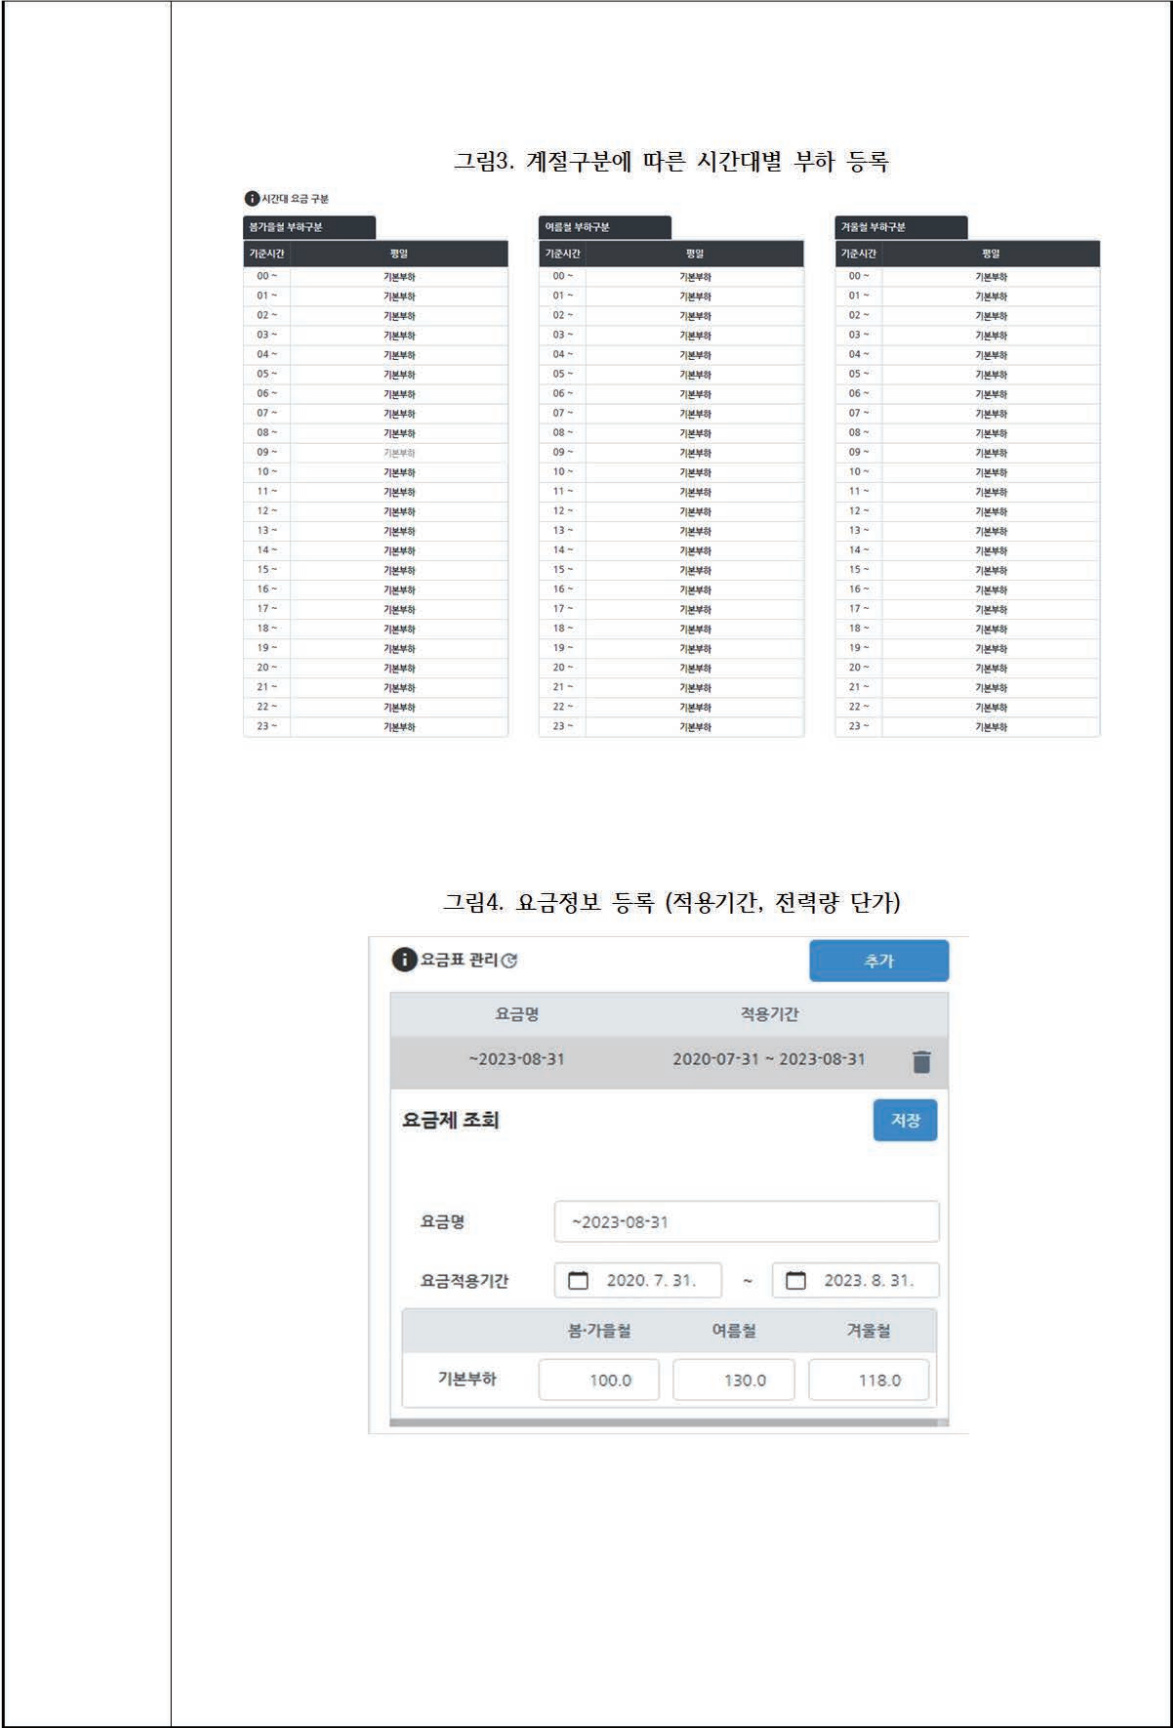 그림3. 계절구분에 따른 시간대별 부하 등록
시간대 요금 구분
봄가을철 부하구분 여름철 부하구분 겨울철 부하구분
기준시간 평일 기준시간 평일 기준시간 평일
00 ~ 기본부하 00 ~ 기본부하 00 ~ 기본부하
01 ~ 기본부하 01 ~ 기본부하 01 ~ 기본부하
02 ~ 기본부하 02 ~ 기본부하 02 ~ 기본부하
03 ~ 기본부하 03 ~ 기본부하 03 ~ 기본부하
04 ~ 기본부하 04 ~ 기본부하 04 ~ 기본부하
05 ~ 기본부하 05 ~ 기본부하 05 ~ 기본부하
06 ~ 기본부하 06 ~ 기본부하 06 ~ 기본부하
07 ~ 기본부하 07 ~ 기본부하 07 ~ 기본부하
08 ~ 기본부하 08 ~ 기본부하 08 ~ 기본부하
09 ~ 기본부하 09 ~ 기본부하 09 ~ 기본부하
10 ~ 기본부하 10 ~ 기본부하 10 ~ 기본부하
11 ~ 기본부하 11 ~ 기본부하 11 ~ 기본부하
12 ~ 기본부하 12 ~ 기본부하 12 ~ 기본부하
13 ~ 기본부하 13 ~ 기본부하 13 ~ 기본부하
14 ~ 기본부하 14 ~ 기본부하 14 ~ 기본부하
15 ~ 기본부하 15 ~ 기본부하 15 ~ 기본부하
16 ~ 기본부하 16 ~ 기본부하 16 ~ 기본부하
17 ~ 기본부하 17 ~ 기본부하 17 ~ 기본부하
18 ~ 기본부하 18 ~ 기본부하 18 ~ 기본부하
19 ~ 기본부하 19 ~ 기본부하 19 ~ 기본부하
20 ~ 기본부하 20 ~ 기본부하 20 ~ 기본부하
21 ~ 기본부하 21 ~ 기본부하 21 ~ 기본부하
22 ~ 기본부하 22 ~ 기본부하 22 ~ 기본부하
23 ~ 기본부하 23 ~ 기본부하 23 ~ 기본부하
그림4. 요금정보 등록 (적용기간, 전력량 단가)
요금표 관리 추가
요금명 적용기간
~2023-08-31 2020-07-31 ~ 2023-08-31
요금제 조회 저장
요금명 ~2023-08-31
요금적용기간 2020. 7. 31. ~ 2023. 8. 31.
봄·가을철 여름철 겨울철
기본부하 100.0 130.0 118.0